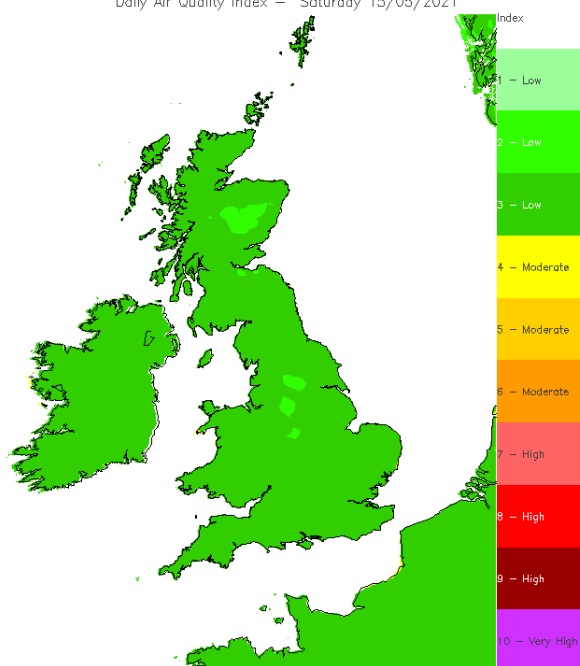 Daily Air Quality Index – Saturday 15/05/2021
Index
1 – Low
2 – Low
3 – Low
4 – Moderate
5 – Moderate
6 – Moderate
7 – High
8 – High
9 – High
10 – Very High